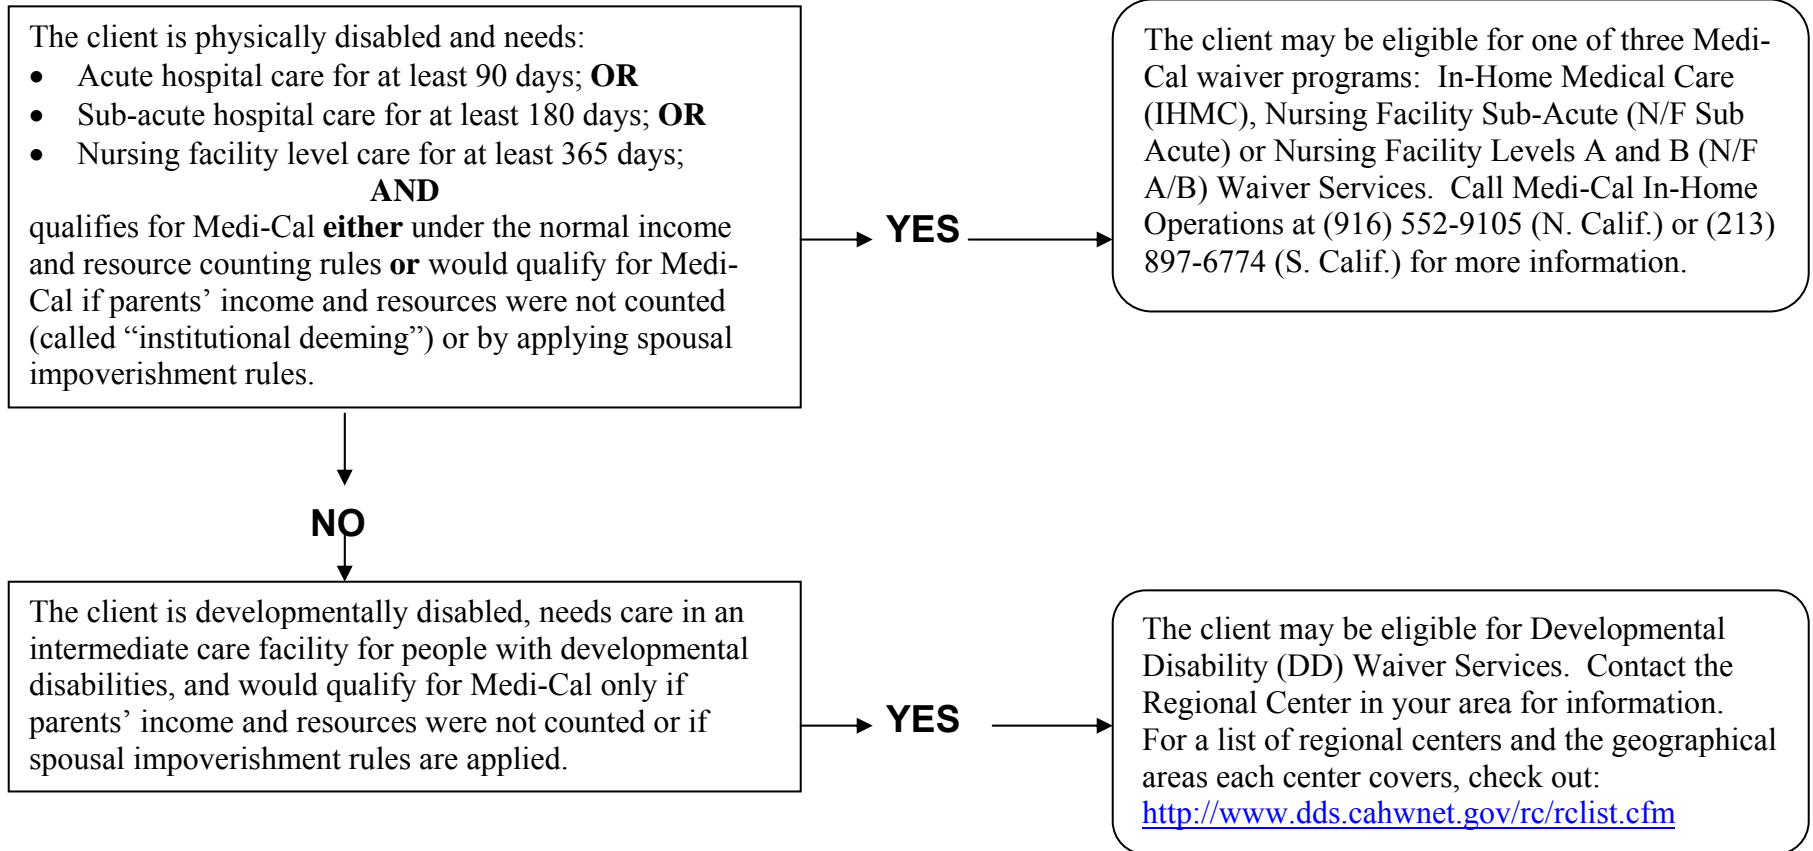 The client is physically disabled and needs:
• Acute hospital care for at least 90 days; OR
• Sub-acute hospital care for at least 180 days; OR
• Nursing facility level care for at least 365 days;
AND
qualifies for Medi-Cal either under the normal income
and resource counting rules or would qualify for Medi-
Cal if parents’ income and resources were not counted
(called “institutional deeming”) or by applying spousal
impoverishment rules.
YES
The client may be eligible for one of three Medi-
Cal waiver programs:  In-Home Medical Care
(IHMC), Nursing Facility Sub-Acute (N/F Sub
Acute) or Nursing Facility Levels A and B (N/F
A/B) Waiver Services.  Call Medi-Cal In-Home
Operations at (916) 552-9105 (N. Calif.) or (213)
897-6774 (S. Calif.) for more information.
NO
The client is developmentally disabled, needs care in an
intermediate care facility for people with developmental
disabilities, and would qualify for Medi-Cal only if
parents’ income and resources were not counted or if
spousal impoverishment rules are applied.
YES
The client may be eligible for Developmental
Disability (DD) Waiver Services.  Contact the
Regional Center in your area for information.
For a list of regional centers and the geographical
areas each center covers, check out:
http://www.dds.cahwnet.gov/rc/rclist.cfm